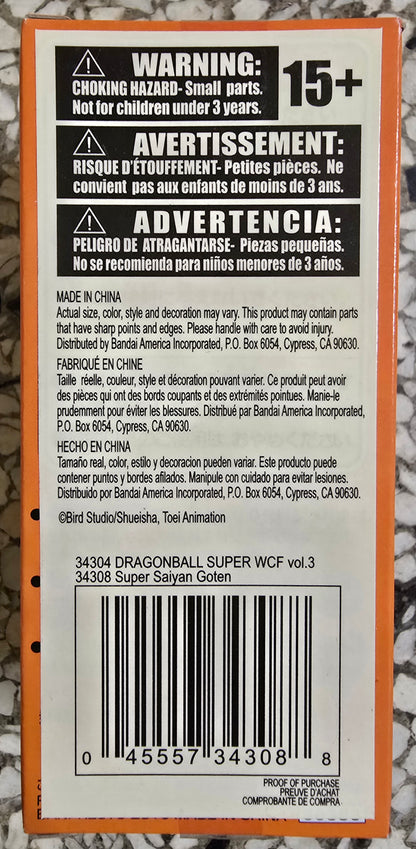 WARNING:
CHOKING HAZARD- Small parts.
Not for children under 3 years.
15+
AVERTISSEMENT:
RISQUE D'ÉTOUFFEMENT- Petites pièces. Ne
convient pas aux enfants de moins de 3 ans.
ADVERTENCIA:
PELIGRO DE ATRAGANTARSE- Piezas pequeñas.
No se recomienda para niños menores de 3 años.
MADE IN CHINA
Actual size, color, style and decoration may vary. This product may contain parts
that have sharp points and edges. Please handle with care to avoid injury.
Distributed by Bandai America Incorporated, P.O. Box 6054, Cypress, CA 90630.
FABRIQUÉ EN CHINE
Taille réelle, couleur, style et décoration pouvant varier. Ce produit peut avoir
des pièces qui ont des bords coupants et des extrémités pointues. Manie-le
prudemment pour éviter les blessures. Distribué par Bandai America Incorporated,
P.O. Box 6054, Cypress, CA 90630.
HECHO EN CHINA
Tamaño real, color, estilo y decoracion pueden variar. Este producto puede
contener puntos y bordes afilados. Manipule con cuidado para evitar lesiones.
Distribuido por Bandai America Incorporated, P.O. Box 6054, Cypress, CA 90630.
©Bird Studio/Shueisha, Toei Animation
34304 DRAGONBALL SUPER WCF vol.3
34308 Super Saiyan Goten
0 45557 34308 8
PROOF OF PURCHASE
PREUVE D'ACHAT
COMPROBANTE DE COMPRA